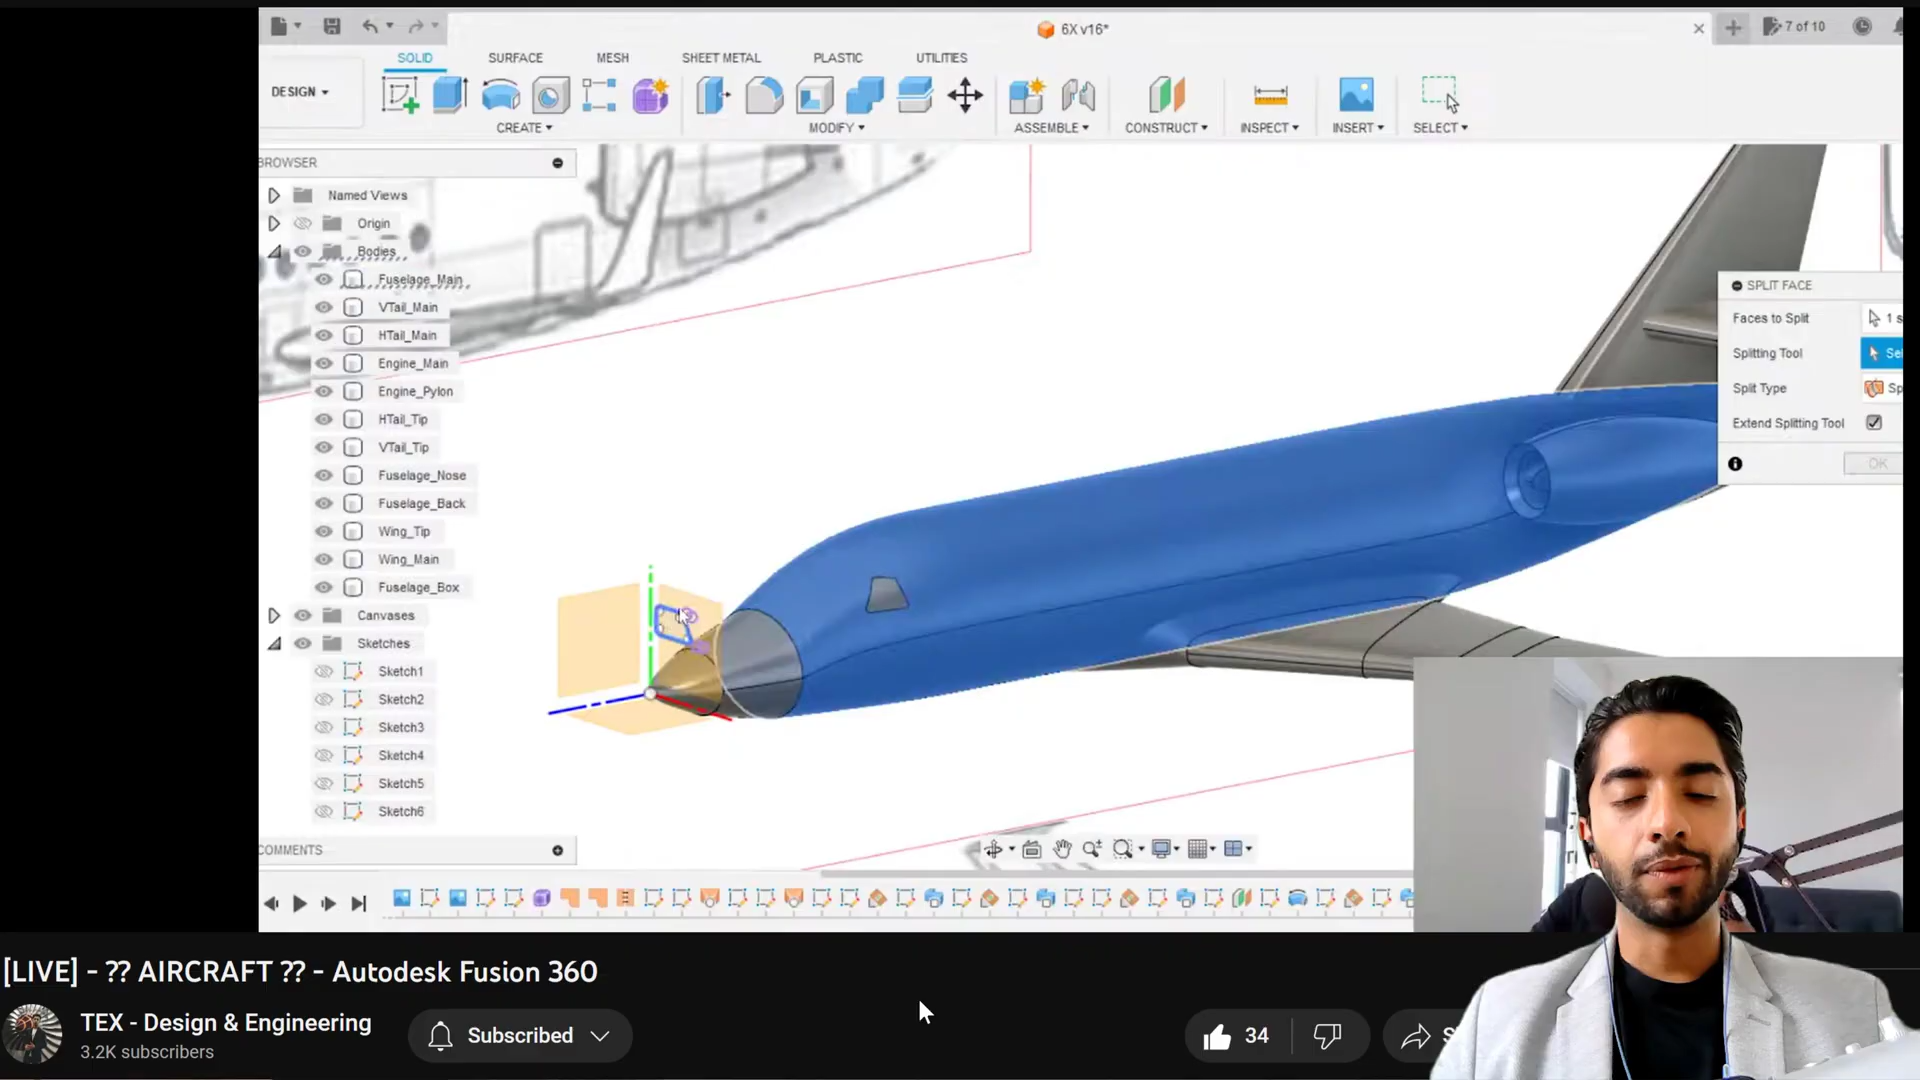 6X v16*
7 of 10
SOLID
SURFACE
MESH
SHEET METAL
PLASTIC
UTILITIES
DESIGN
CREATE
MODIFY
ASSEMBLE
CONSTRUCT
INSPECT
INSERT
SELECT
BROWSER
Named Views
Origin
Bodies
Fuselage_Main
VTail_Main
HTail_Main
Engine_Main
Engine_Pylon
HTail_Tip
VTail_Tip
Fuselage_Nose
Fuselage_Back
Wing_Tip
Wing_Main
Fuselage_Box
Canvases
Sketches
Sketch1
Sketch2
Sketch3
Sketch4
Sketch5
Sketch6
COMMENTS
SPLIT FACE
Faces to Split
1 s
Splitting Tool
Sel
Split Type
Sp
Extend Splitting Tool
OK
[LIVE] - ?? AIRCRAFT ?? - Autodesk Fusion 360
TEX - Design & Engineering
3.2K subscribers
Subscribed
34